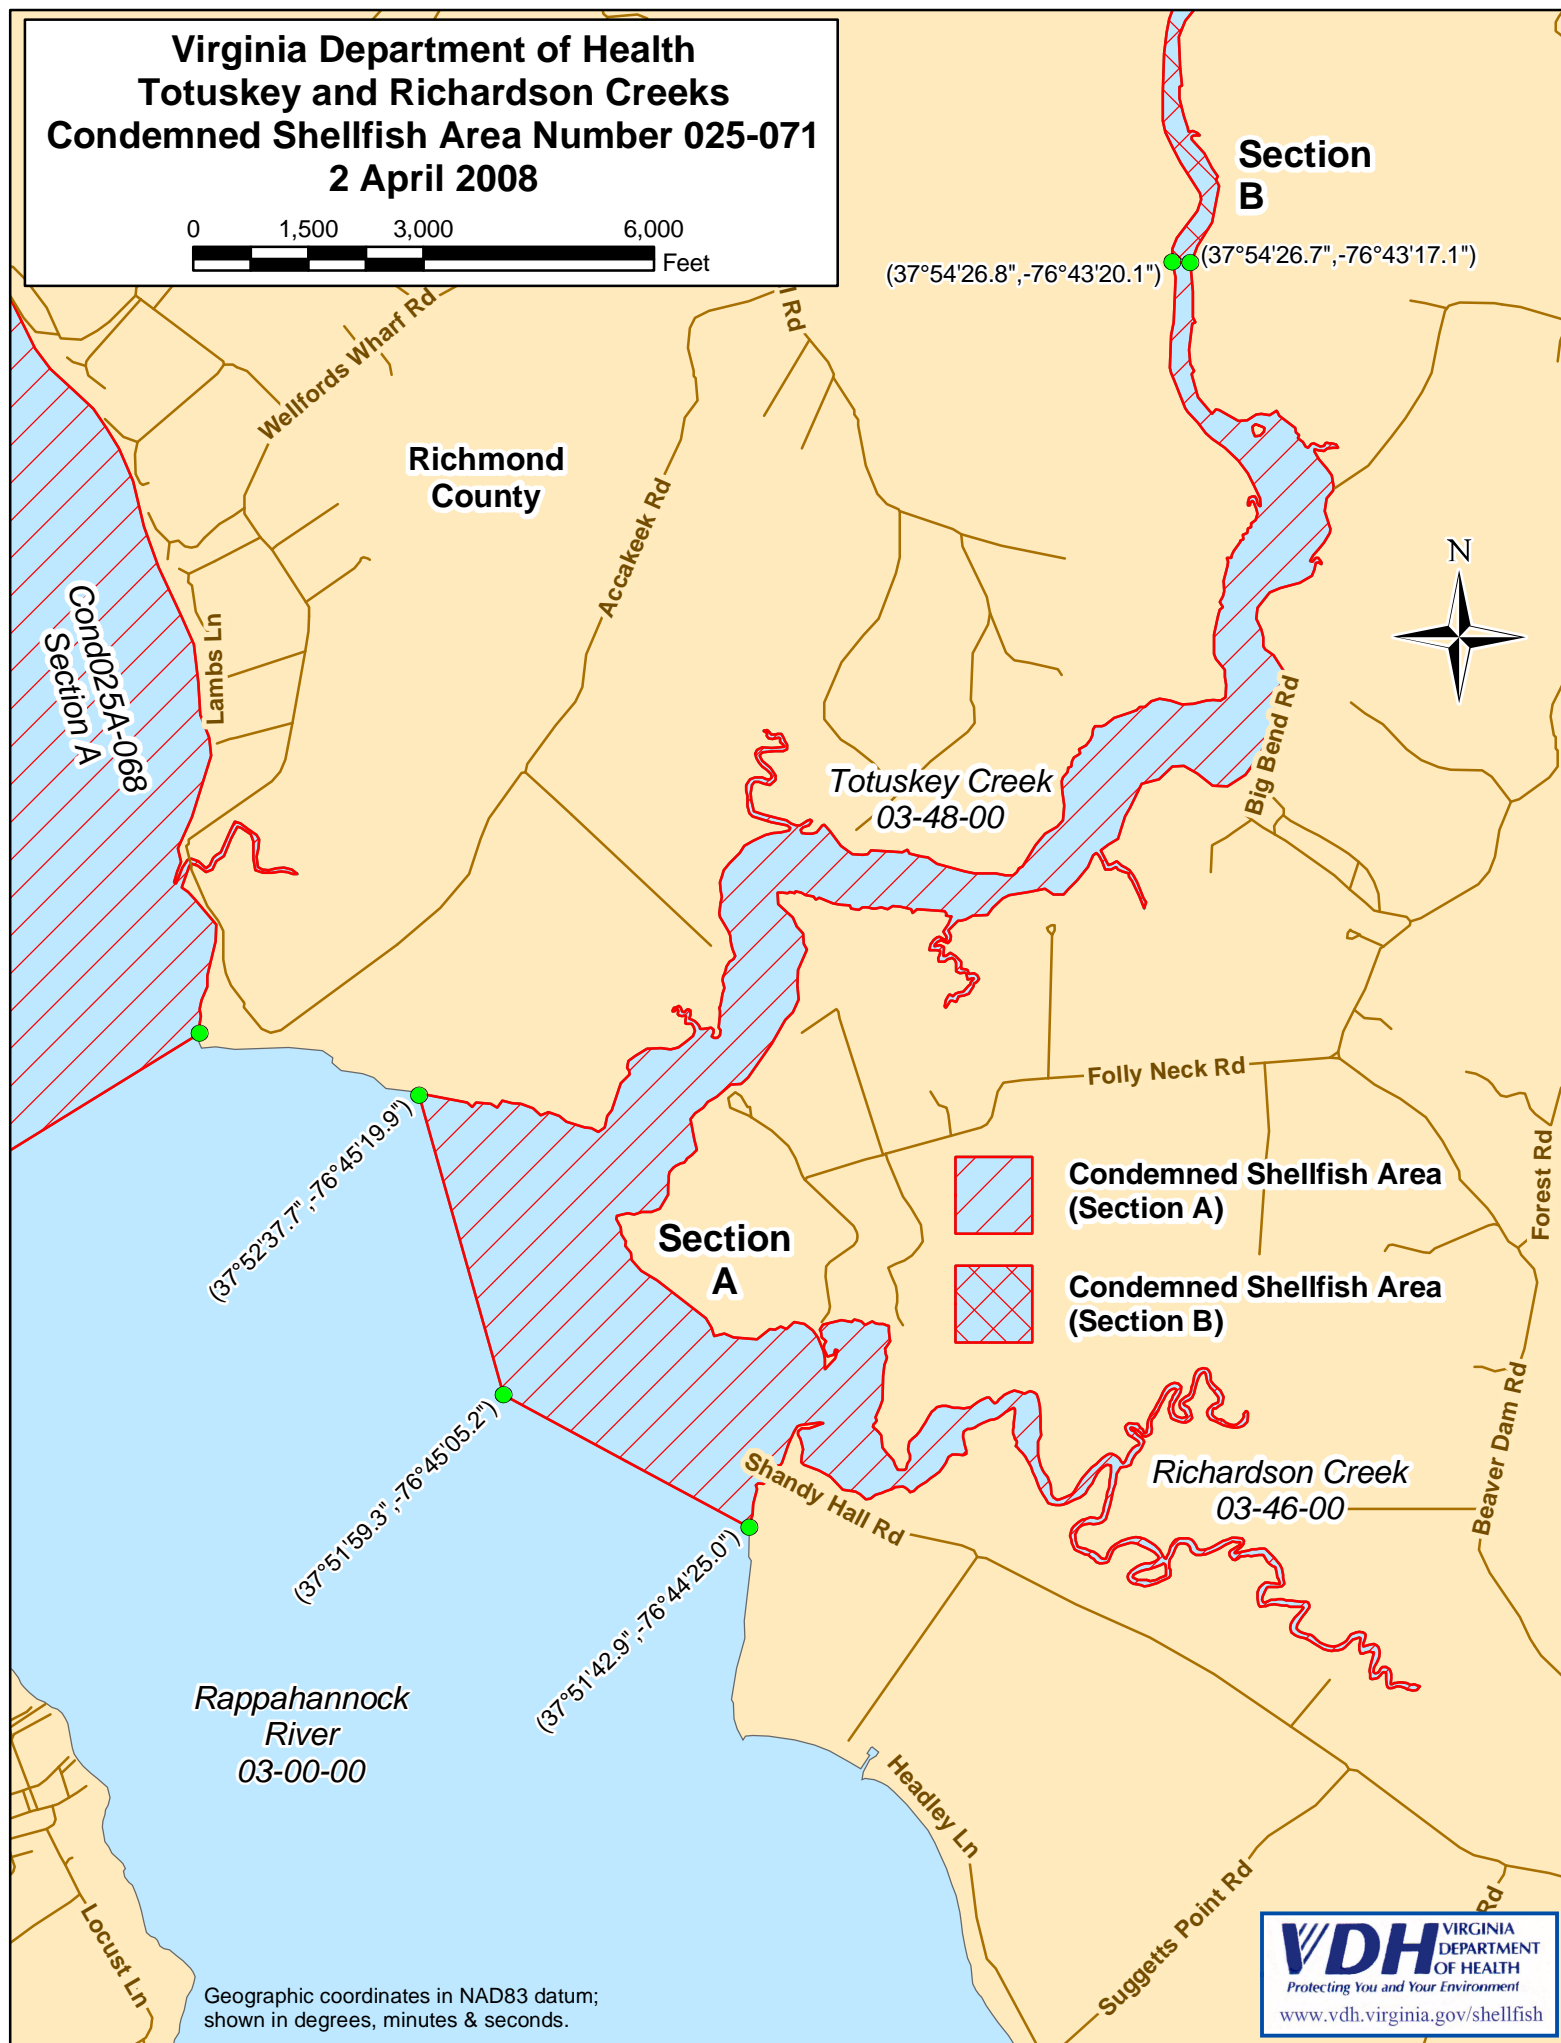 Virginia Department of Health
Totuskey and Richardson Creeks
Condemned Shellfish Area Number 025-071
2 April 2008
0 1,500 3,000 6,000
Feet
Section
B
(37°54'26.8",-76°43'20.1")
(37°54'26.7",-76°43'17.1")
Wellfords Wharf Rd
l Rd
Richmond
County
Accakeek Rd
N
Cond025A-068
Section A
Lambs Ln
Big Bend Rd
Totuskey Creek
03-48-00
Folly Neck Rd
(37°52'37.7",-76°45'19.9")
Forest Rd
Condemned Shellfish Area
(Section A)
Section
A
Condemned Shellfish Area
(Section B)
(37°51'59.3",-76°45'05.2")
Shandy Hall Rd
Richardson Creek
03-46-00
Beaver Dam Rd
(37°51'42.9",-76°44'25.0")
Rappahannock
River
03-00-00
Headley Ln
Suggetts Point Rd
Rd
Locust Ln
Geographic coordinates in NAD83 datum;
shown in degrees, minutes & seconds.
VDH
VIRGINIA
DEPARTMENT
OF HEALTH
Protecting You and Your Environment
www.vdh.virginia.gov/shellfish